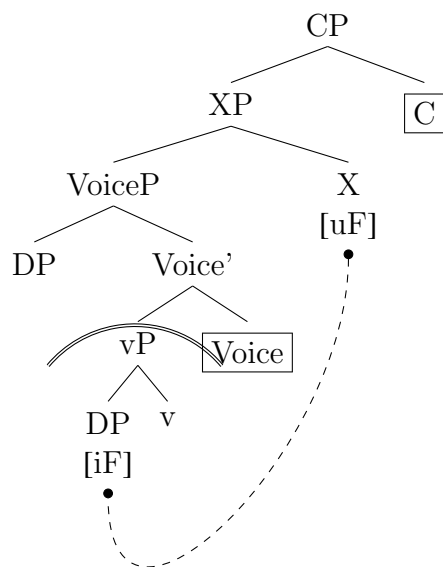 CP
XP C
VoiceP X
[uF]
DP Voice'
vP Voice
DP v
[iF]